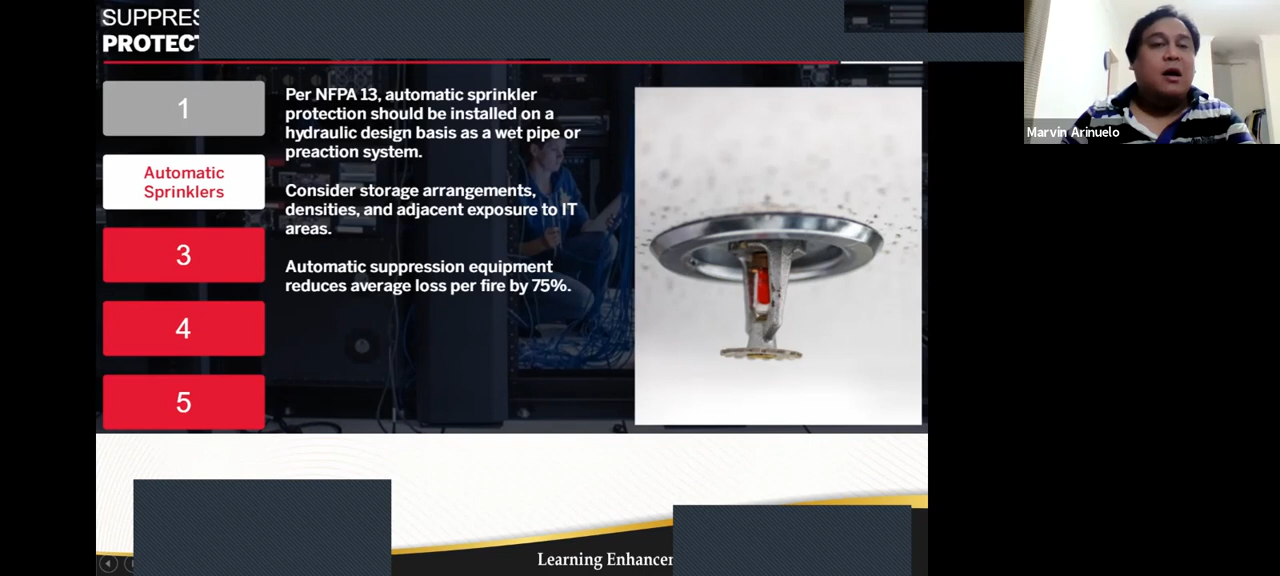 PROTECT
1
Automatic
Sprinklers
3
4
5
Per NFPA 13, automatic sprinkler
protection should be installed on a
hydraulic design basis as a wet pipe or
preaction system.
Consider storage arrangements,
densities, and adjacent exposure to IT
areas.
Automatic suppression equipment
reduces average loss per fire by 75%.
Marvin Arinuelo
Learning